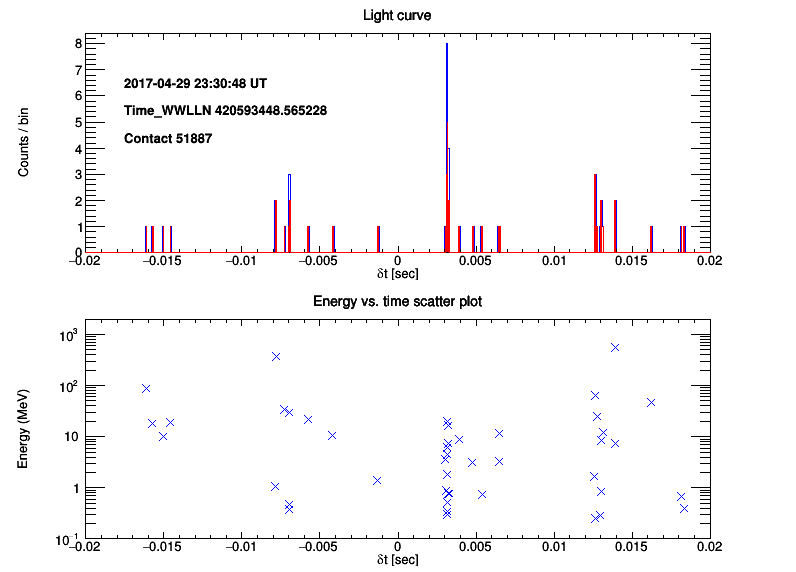 Light curve
Counts / bin
8
7
6
5
4
3
2
1
0
2017-04-29 23:30:48 UT
Time_WWLLN 420593448.565228
Contact 51887
−0.02 −0.015 −0.01 −0.005 0 0.005 0.01 0.015 0.02
δt [sec]
Energy vs. time scatter plot
Energy (MeV)
10³
10²
10
1
10⁻¹
−0.02 −0.015 −0.01 −0.005 0 0.005 0.01 0.015 0.02
δt [sec]